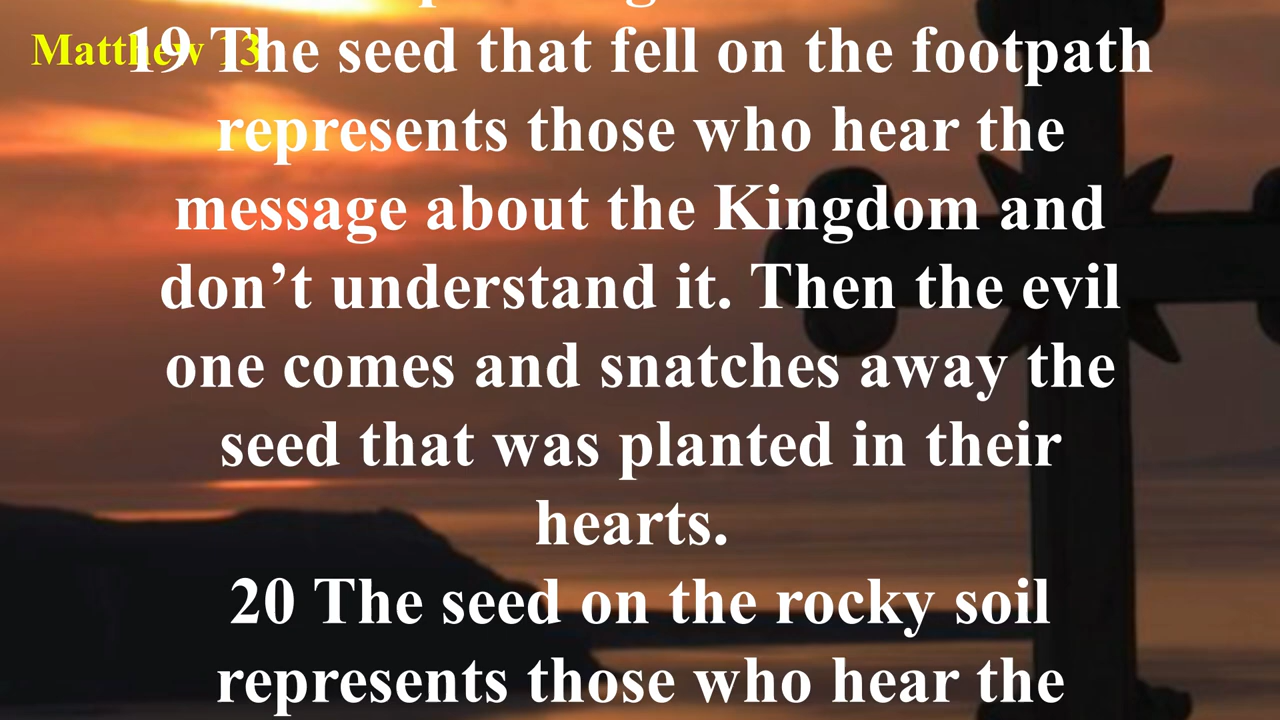 Matthew 13
19 The seed that fell on the footpath
represents those who hear the
message about the Kingdom and
don’t understand it. Then the evil
one comes and snatches away the
seed that was planted in their
hearts.
20 The seed on the rocky soil
represents those who hear the